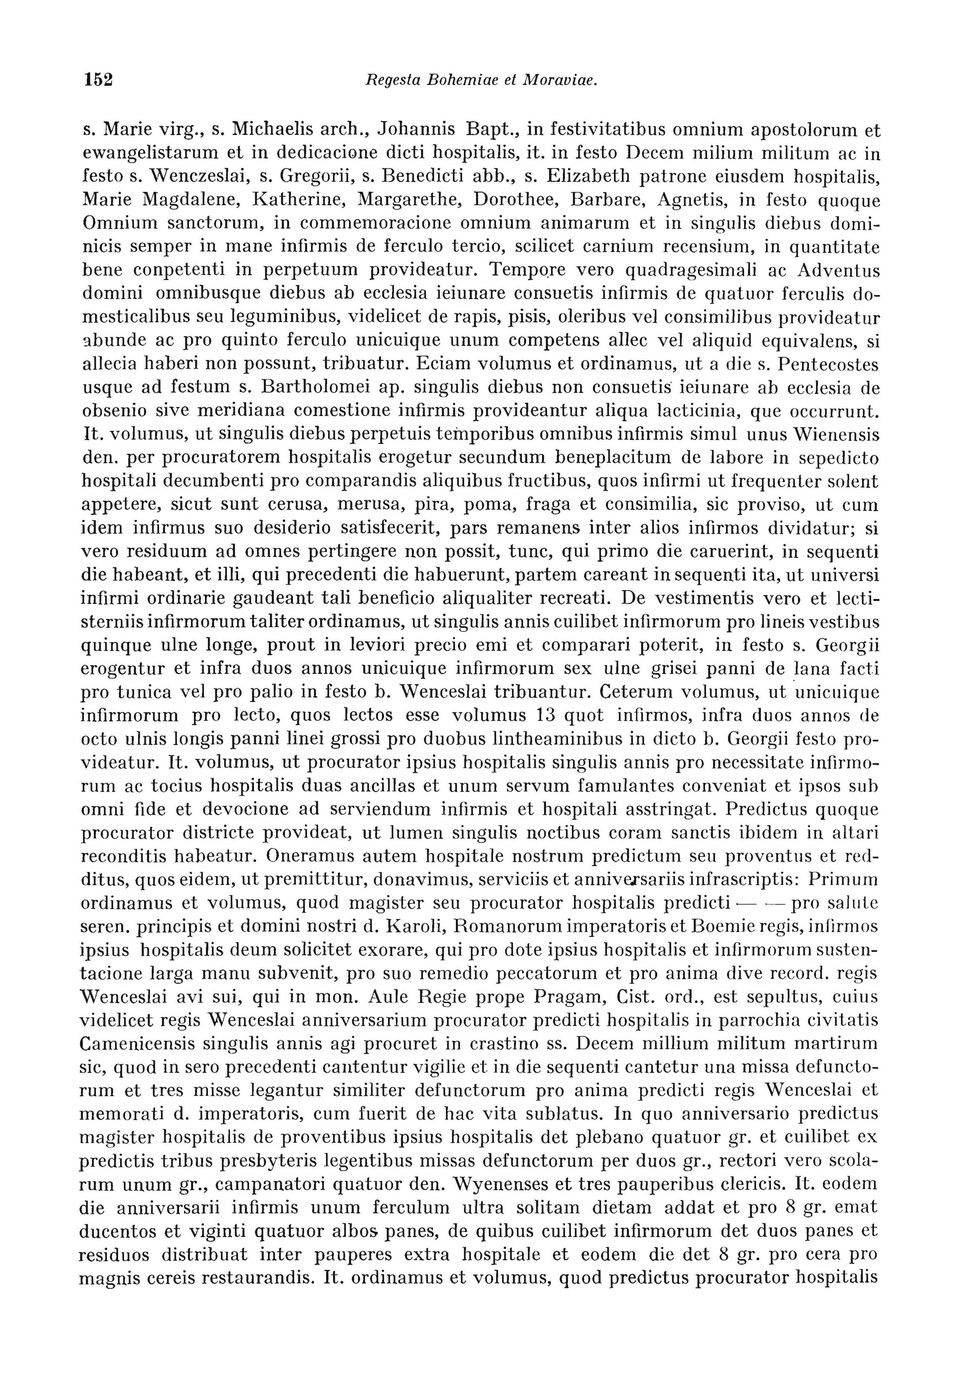 152 Regesta Bohemiae et Moraviae.
s. Marie virg., s. Michaelis arch., Johannis Bapt., in festivitatibus omnium apostolorum et
ewangelistarum et in dedicacione dicti hospitalis, it. in festo Decem milium militum ac in
festo s. Wenczeslai, s. Gregorii, s. Benedicti abb., s. Elizabeth patrone eiusdem hospitalis,
Marie Magdalene, Katherine, Margarethe, Dorothee, Barbare, Agnetis, in festo quoque
Omnium sanctorum, in commemoracione omnium animarum et in singulis diebus domi-
nicis semper in mane infirmis de ferculo tercio, scilicet carnium recensium, in quantitate
bene conpetenti in perpetuum provideatur. Tempore vero quadragesimali ac Adventus
domini omnibusque diebus ab ecclesia ieiunare consuetis infirmis de quatuor ferculis do-
mesticalibus seu leguminibus, videlicet de rapis, pisis, oleribus vel consimilibus provideatur
abunde ac pro quinto ferculo unicuique unum competens allec vel aliquid equivalens, si
allecia haberi non possunt, tribuatur. Eciam volumus et ordinamus, ut a die s. Pentecostes
usque ad festum s. Bartholomei ap. singulis diebus non consuetis ieiunare ab ecclesia de
obsenio sive meridiana comestione infirmis provideantur aliqua lacticinia, que occurrunt.
It. volumus, ut singulis diebus perpetuis temporibus omnibus infirmis simul unus Wienensis
den. per procuratorem hospitalis erogetur secundum beneplacitum de labore in sepedicto
hospitali decumbenti pro comparandis aliquibus fructibus, quos infirmi ut frequenter solent
appetere, sicut sunt cerusa, merusa, pira, poma, fraga et consimilia, sic proviso, ut cum
idem infirmus suo desiderio satisfecerit, pars remanens inter alios infirmos dividatur; si
vero residuum ad omnes pertingere non possit, tunc, qui primo die caruerint, in sequenti
die habeant, et illi, qui precedenti die habuerunt, partem careant in sequenti ita, ut universi
infirmi ordinarie gaudeant tali beneficio aliqualiter recreati. De vestimentis vero et lecti-
sterniis infirmorum taliter ordinamus, ut singulis annis cuilibet infirmorum pro lineis vestibus
quinque ulne longe, prout in leviori precio emi et comparari poterit, in festo s. Georgii
erogentur et infra duos annos unicuique infirmorum sex ulne grisei panni de lana facti
pro tunica vel pro palio in festo b. Wenceslai tribuantur. Ceterum volumus, ut unicuique
infirmorum pro lecto, quos lectos esse volumus 13 quot infirmos, infra duos annos de
octo ulnis longis panni linei grossi pro duobus lintheaminibus in dicto b. Georgii festo pro-
videatur. It. volumus, ut procurator ipsius hospitalis singulis annis pro necessitate infirmo-
rum ac tocius hospitalis duas ancillas et unum servum famulantes conveniat et ipsos sub
omni fide et devocione ad serviendum infirmis et hospitali asstringat. Predictus quoque
procurator districte provideat, ut lumen singulis noctibus coram sanctis ibidem in altari
reconditis habeatur. Oneramus autem hospitale nostrum predictum seu proventus et red-
ditus, quos eidem, ut premittitur, donavimus, serviciis et anniversariis infrascriptis: Primum
ordinamus et volumus, quod magister seu procurator hospitalis predicti — — pro salute
seren. principis et domini nostri d. Karoli, Romanorum imperatoris et Boemie regis, infirmos
ipsius hospitalis deum solicitet exorare, qui pro dote ipsius hospitalis et infirmorum susten-
tacione larga manu subvenit, pro suo remedio peccatorum et pro anima dive record. regis
Wenceslai avi sui, qui in mon. Aule Regie prope Pragam, Cist. ord., est sepultus, cuius
videlicet regis Wenceslai anniversarium procurator predicti hospitalis in parrochia civitatis
Camenicensis singulis annis agi procuret in crastino ss. Decem millium militum martirum
sic, quod in sero precedenti cantentur vigilie et in die sequenti cantetur una missa defuncto-
rum et tres misse legantur similiter defunctorum pro anima predicti regis Wenceslai et
memorati d. imperatoris, cum fuerit de hac vita sublatus. In quo anniversario predictus
magister hospitalis de proventibus ipsius hospitalis det plebano quatuor gr. et cuilibet ex
predictis tribus presbyteris legentibus missas defunctorum per duos gr., rectori vero scola-
rum unum gr., campanatori quatuor den. Wyenenses et tres pauperibus clericis. It. eodem
die anniversarii infirmis unum ferculum ultra solitam dietam addat et pro 8 gr. emat
ducentos et viginti quatuor albos panes, de quibus cuilibet infirmorum det duos panes et
residuos distribuat inter pauperes extra hospitale et eodem die det 8 gr. pro cera pro
magnis cereis restaurandis. It. ordinamus et volumus, quod predictus procurator hospitalis